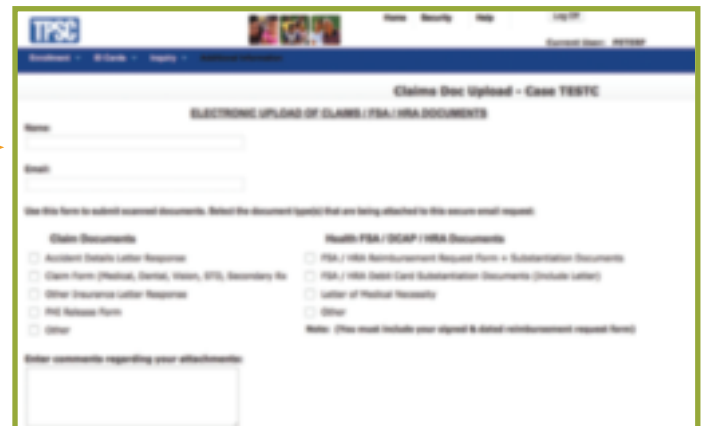 TPSC
Home Security Help Log Off
Current User: PETERP
Enrollment ID Cards Inquiry Additional Information
Claims Doc Upload - Case TESTC
ELECTRONIC UPLOAD OF CLAIMS / FSA / HRA DOCUMENTS
Name
Email
Use this form to submit scanned documents. Select the document type(s) that are being attached to this secure email request:
Claim Documents Health FSA / DCAP / HRA Documents
Accident Details Letter Response FSA / HRA Reimbursement Request Form + Substantiation Documents
Claim Form (Medical, Dental, Vision, STD, Secondary Rx FSA / HRA Debit Card Substantiation Documents (Include Letter)
Other Insurance Letter Response Letter of Medical Necessity
PHI Release Form Other
Other Note: (You must include your signed & dated reimbursement request form)
Enter comments regarding your attachments: